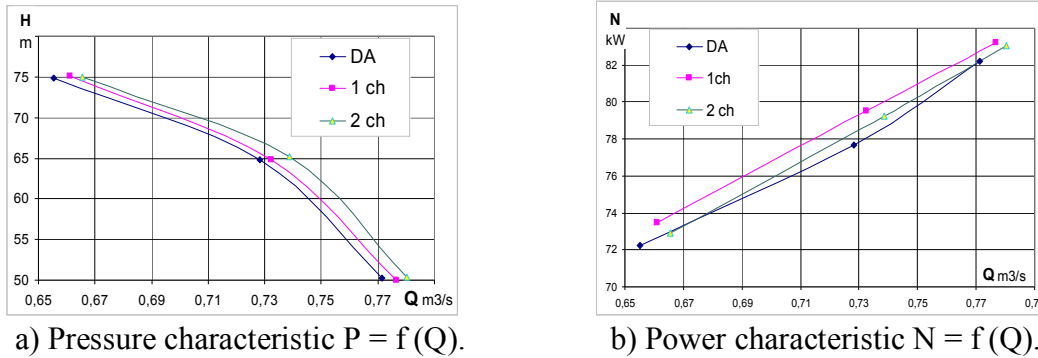 H
m
75
70
65
60
55
50
0,65
0,67
0,69
0,71
0,73
0,75
0,77
Q m3/s
DA
1 ch
2 ch
a) Pressure characteristic P = f (Q).
N
kW
82
80
78
76
74
72
70
0,65
0,67
0,69
0,71
0,73
0,75
0,77
Q m3/s
DA
1ch
2 ch
b) Power characteristic N = f (Q).